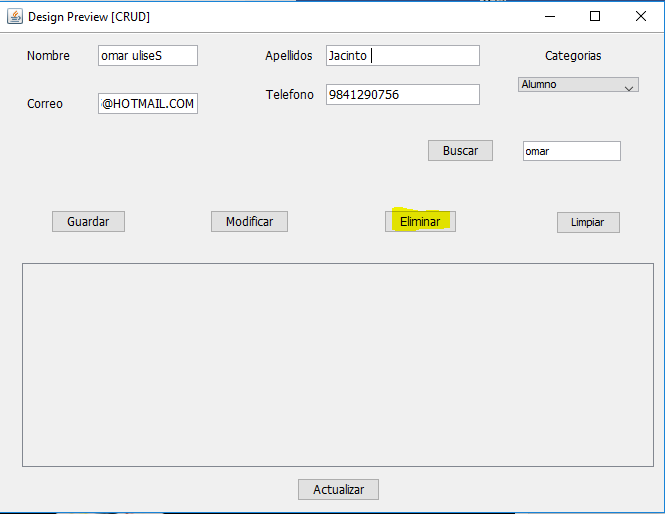 Design Preview [CRUD]
Nombre omar uliseS Apellidos Jacinto Categorias
Alumno
Correo @HOTMAIL.COM Telefono 9841290756
Buscar omar
Guardar Modificar Eliminar Limpiar
Actualizar